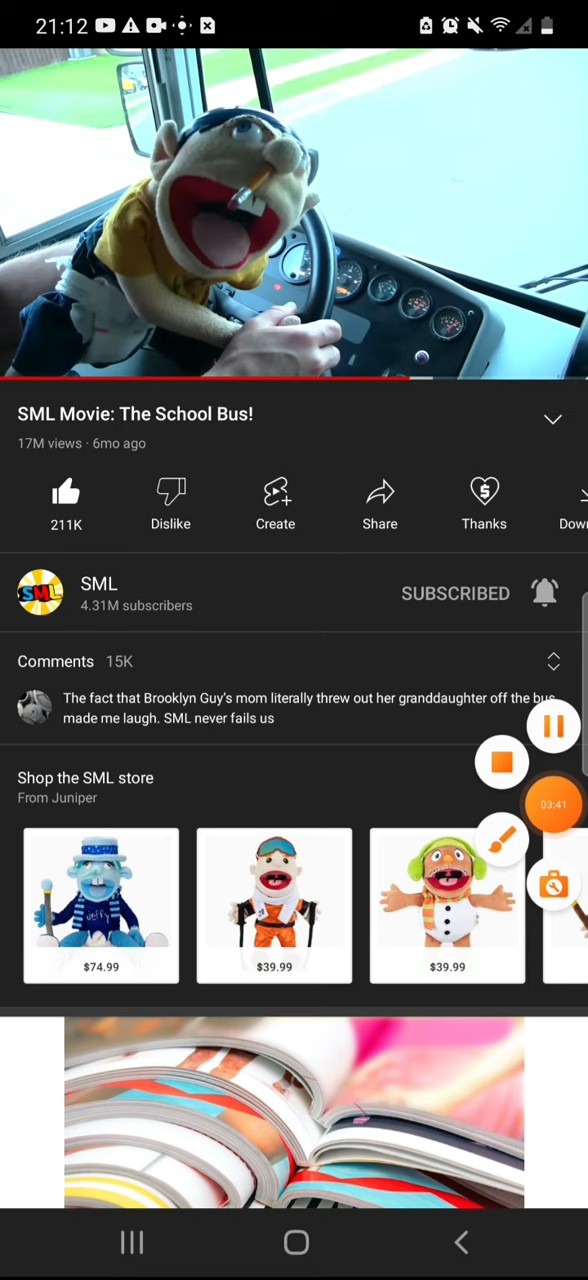 21:12
SML Movie: The School Bus!
17M views · 6mo ago
211K
Dislike
Create
Share
Thanks
Dow
SML
SML
4.31M subscribers
SUBSCRIBED
Comments 15K
The fact that Brooklyn Guy's mom literally threw out her granddaughter off the bus
made me laugh. SML never fails us
03:41
Shop the SML store
From Juniper
Jeffy
$74.99
$39.99
$39.99